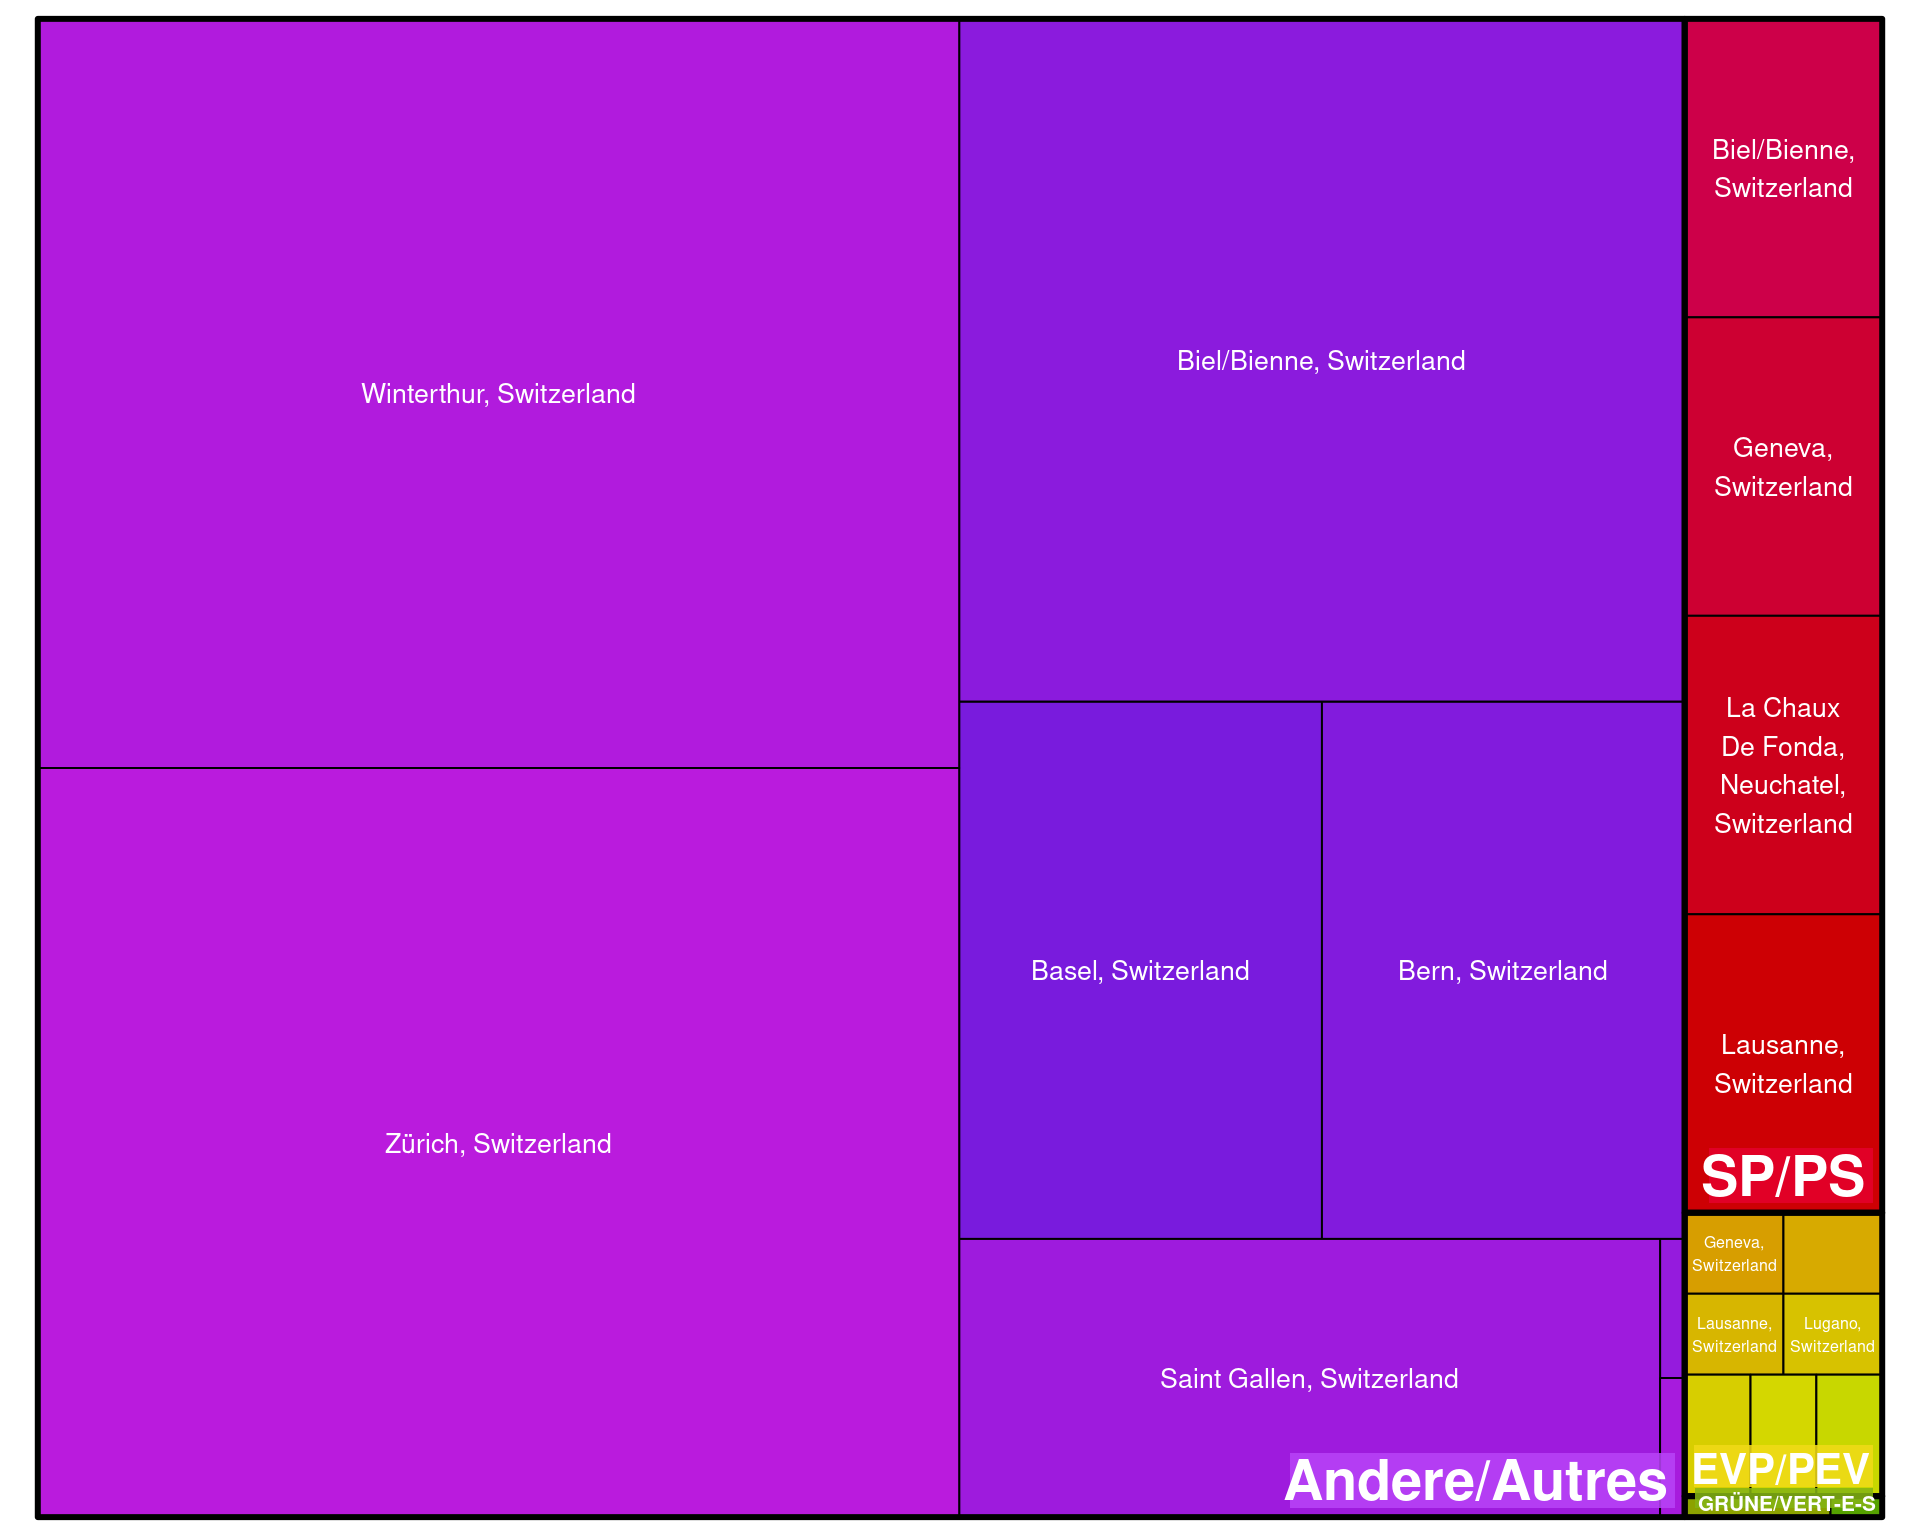 Winterthur, Switzerland
Zürich, Switzerland
Biel/Bienne, Switzerland
Basel, Switzerland
Bern, Switzerland
Saint Gallen, Switzerland
Andere/Autres
Biel/Bienne,
Switzerland
Geneva,
Switzerland
La Chaux
De Fonda,
Neuchatel,
Switzerland
Lausanne,
Switzerland
SP/PS
Geneva,
Switzerland
Lausanne,
Switzerland
Lugano,
Switzerland
EVP/PEV
GRÜNE/VERT-E-S